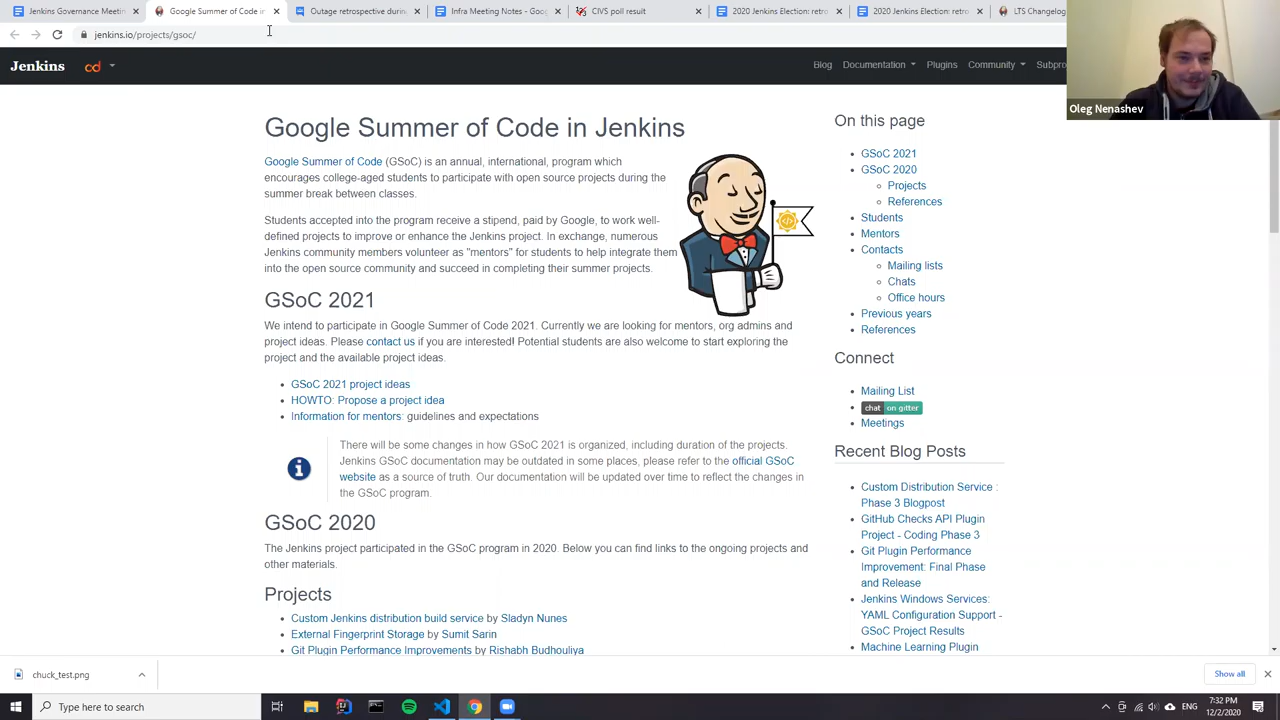 Jenkins Governance Meetin
Google Summer of Code in
Outage retrospective durin
Infra Meeting Notes - Goog
CIVS poll result
2020 Jenkins Election: retro
2020 Jenkins Election: retro
LTS Changelog
jenkins.io/projects/gsoc/
Jenkins
cd
Blog
Documentation
Plugins
Community
Subpro
Oleg Nenashev
Google Summer of Code in Jenkins
Google Summer of Code (GSoC) is an annual, international, program which
encourages college-aged students to participate with open source projects during the
summer break between classes.
Students accepted into the program receive a stipend, paid by Google, to work well-
defined projects to improve or enhance the Jenkins project. In exchange, numerous
Jenkins community members volunteer as "mentors" for students to help integrate them
into the open source community and succeed in completing their summer projects.
GSoC 2021
We intend to participate in Google Summer of Code 2021. Currently we are looking for mentors, org admins and
project ideas. Please contact us if you are interested! Potential students are also welcome to start exploring the
project and the available project ideas.
GSoC 2021 project ideas
HOWTO: Propose a project idea
Information for mentors: guidelines and expectations
There will be some changes in how GSoC 2021 is organized, including duration of the projects.
Jenkins GSoC documentation may be outdated in some places, please refer to the official GSoC
website as a source of truth. Our documentation will be updated over time to reflect the changes in
the GSoC program.
GSoC 2020
The Jenkins project participated in the GSoC program in 2020. Below you can find links to the ongoing projects and
other materials.
Projects
Custom Jenkins distribution build service by Sladyn Nunes
External Fingerprint Storage by Sumit Sarin
Git Plugin Performance Improvements by Rishabh Budhouliya
On this page
GSoC 2021
GSoC 2020
Projects
References
Students
Mentors
Contacts
Mailing lists
Chats
Office hours
Previous years
References
Connect
Mailing List
chat on gitter
Meetings
Recent Blog Posts
Custom Distribution Service :
Phase 3 Blogpost
GitHub Checks API Plugin
Project - Coding Phase 3
Git Plugin Performance
Improvement: Final Phase
and Release
Jenkins Windows Services:
YAML Configuration Support -
GSoC Project Results
Machine Learning Plugin
chuck_test.png
Show all
Type here to search
ENG
7:32 PM
12/2/2020